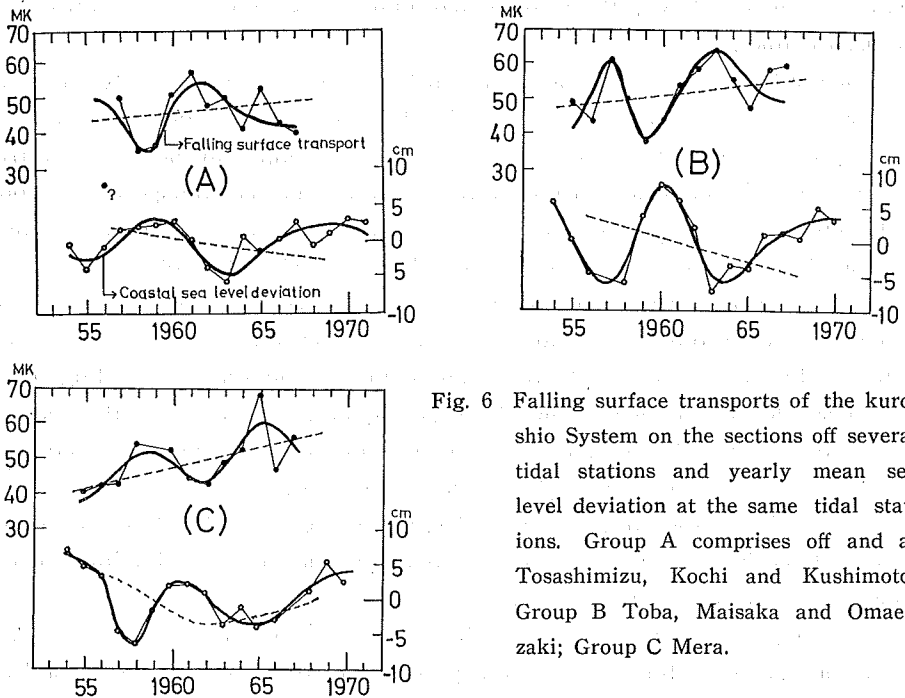 MK
70
60
50
40
30
Falling surface transport
(A)
?
cm
10
5
0
5
-10
Coastal sea level deviation
55 1960 65 1970
MK
70
60
50
40
30
(B)
cm
10
5
0
-5
-10
55 1960 65 1970
MK
70
60
50
40
30
(C)
cm
10
5
0
-5
-10
55 1960 65 1970
Fig. 6 Falling surface transports of the kuro-
shio System on the sections off severa
tidal stations and yearly mean se
level deviation at the same tidal stat
ions. Group A comprises off and a
Tosashimizu, Kochi and Kushimoto
Group B Toba, Maisaka and Omae
zaki; Group C Mera.